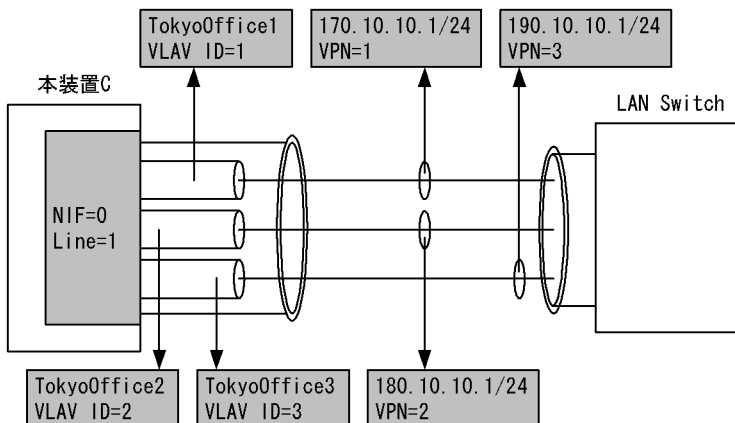 TokyoOffice1
VLAV ID=1
170.10.10.1/24
VPN=1
190.10.10.1/24
VPN=3
本装置C
LAN Switch
NIF=0
Line=1
TokyoOffice2
VLAV ID=2
TokyoOffice3
VLAV ID=3
180.10.10.1/24
VPN=2